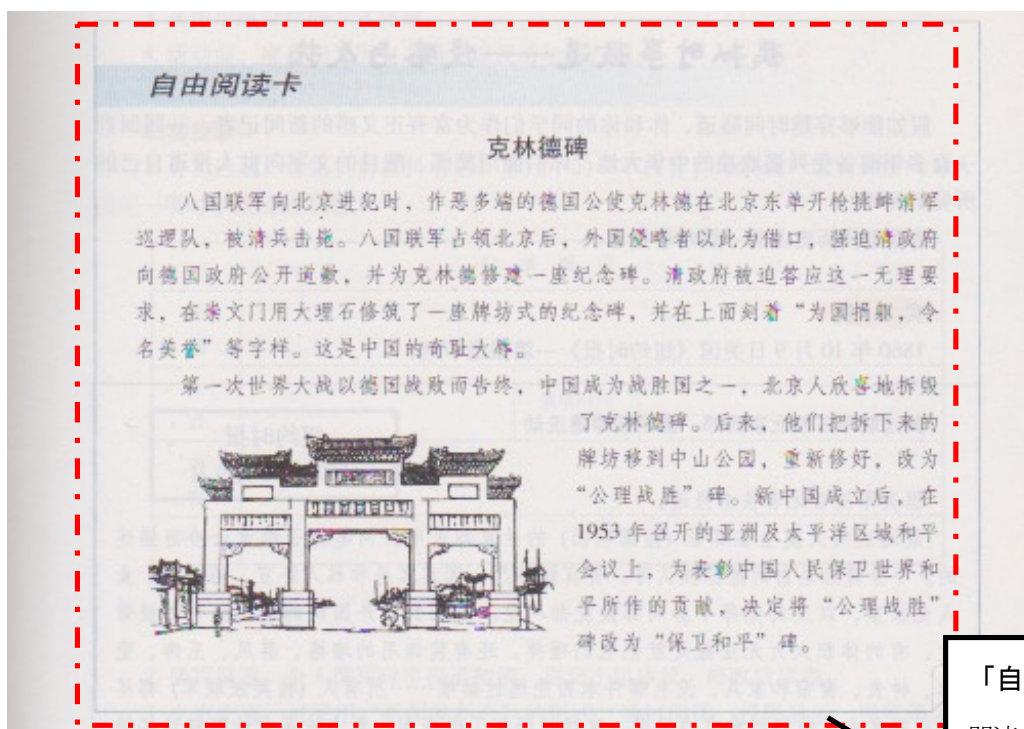 自由阅读卡
克林德碑
八国联军向北京进犯时，作恶多端的德国公使克林德在北京东单开枪挑衅清军
巡逻队，被清兵击毙。八国联军占领北京后，外国侵略者以此为借口，强迫清政府
向德国政府公开道歉，并为克林德修建一座纪念碑。清政府被迫答应这一无理要
求，在崇文门用大理石修筑了一座牌坊式的纪念碑，并在上面刻着“为国捐躯，令
名美誉”等字样。这是中国的奇耻大辱。
第一次世界大战以德国战败而告终，中国成为战胜国之一，北京人欣喜地拆毁
了克林德碑。后来，他们把拆下来的
牌坊移到中山公园，重新修好，改为
“公理战胜”碑。新中国成立后，在
1953年召开的亚洲及太平洋区域和平
会议上，为表彰中国人民保卫世界和
平所作的贡献，决定将“公理战胜”
碑改为“保卫和平”碑。
「自